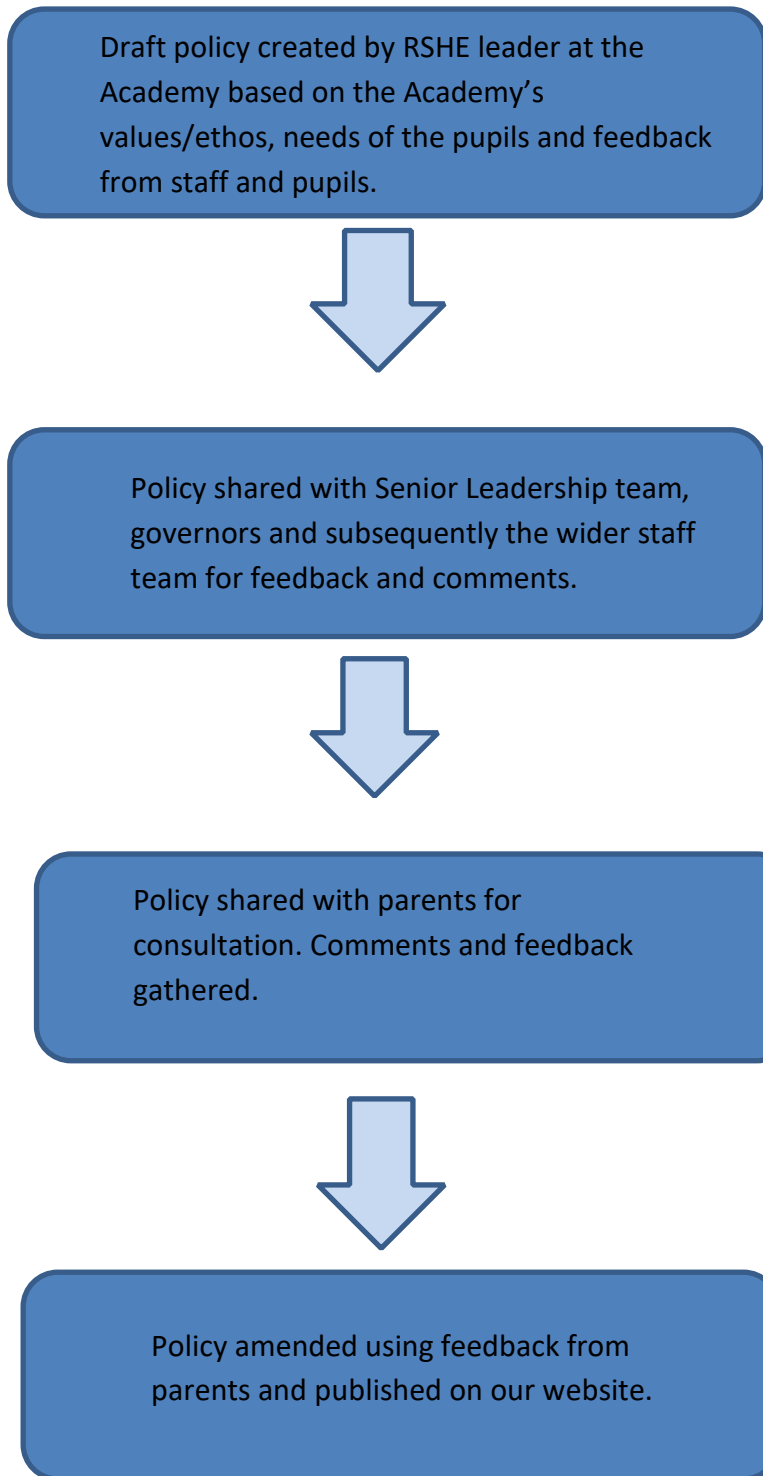 Draft policy created by RSHE leader at the
Academy based on the Academy’s
values/ethos, needs of the pupils and feedback
from staff and pupils.
Policy shared with Senior Leadership team,
governors and subsequently the wider staff
team for feedback and comments.
Policy shared with parents for
consultation. Comments and feedback
gathered.
Policy amended using feedback from
parents and published on our website.